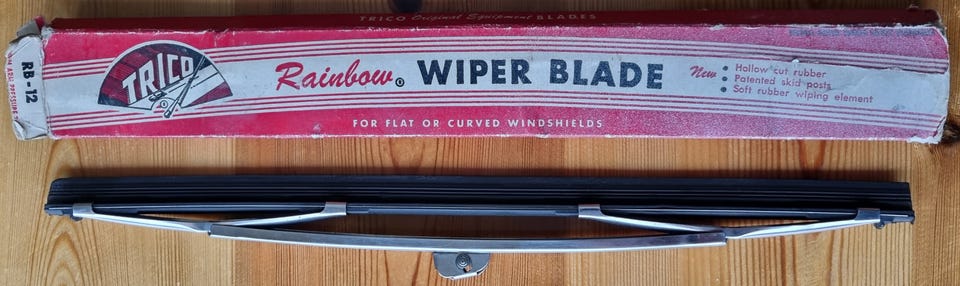 TRICO Original Equipment BLADES
RB-12
TRICO
Rainbow® WIPER BLADE
New
• Hollow cut rubber
• Patented skid posts
• Soft rubber wiping element
FOR FLAT OR CURVED WINDSHIELDS